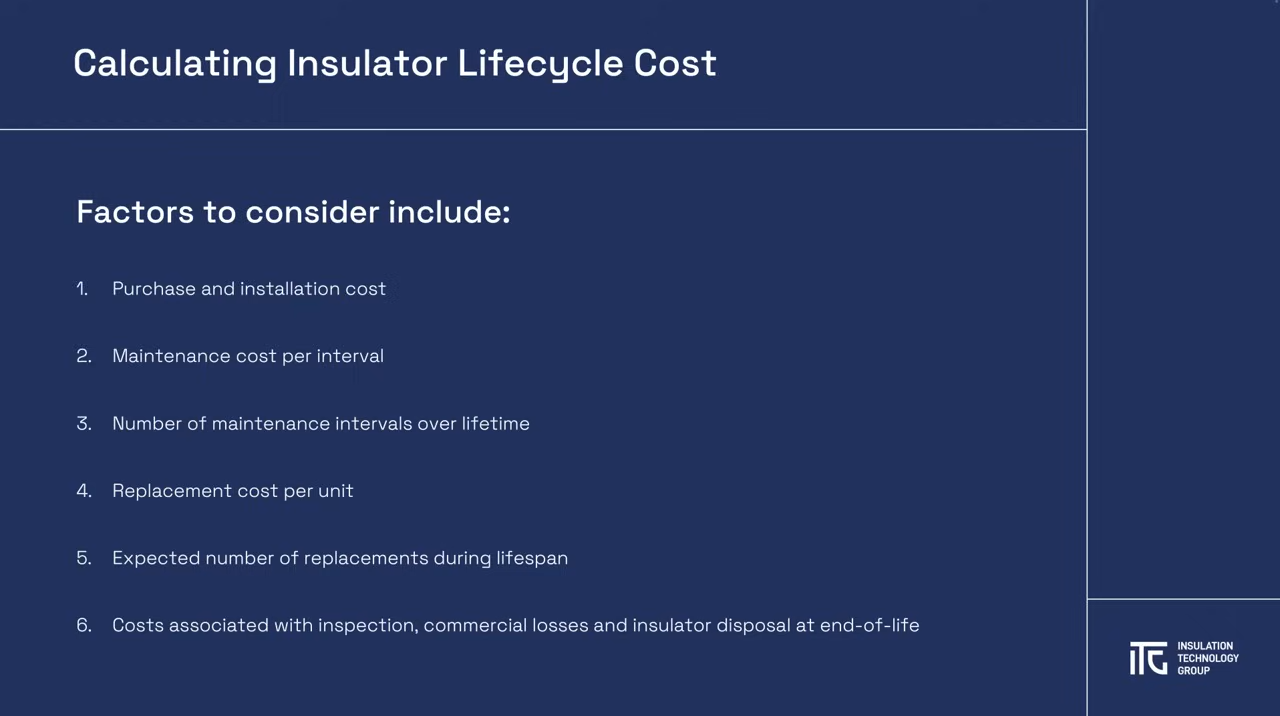 Calculating Insulator Lifecycle Cost
Factors to consider include:
1. Purchase and installation cost
2. Maintenance cost per interval
3. Number of maintenance intervals over lifetime
4. Replacement cost per unit
5. Expected number of replacements during lifespan
6. Costs associated with inspection, commercial losses and insulator disposal at end-of-life
ITG
INSULATION
TECHNOLOGY
GROUP